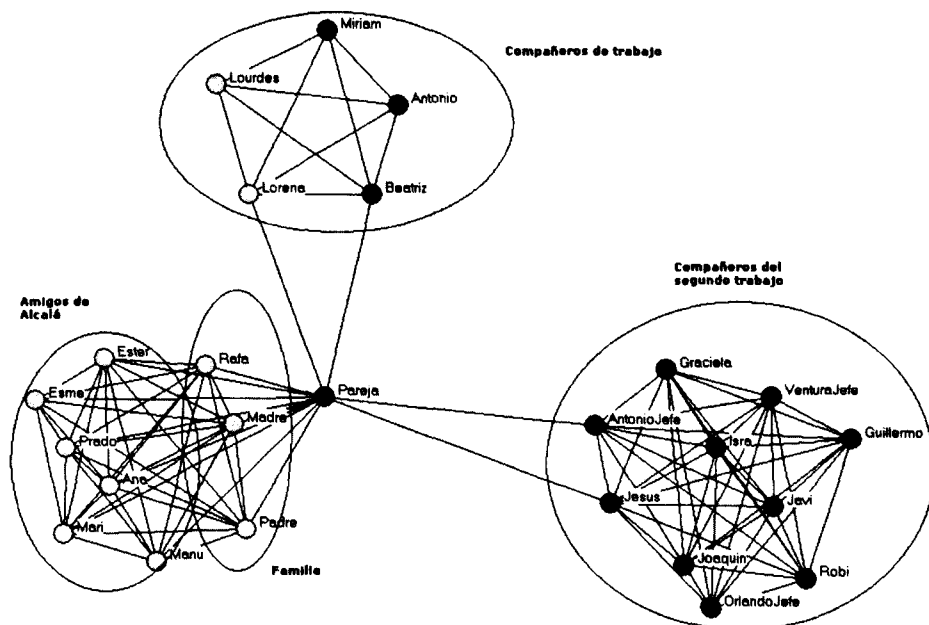 Miriam
Compañeros de trabajo
Lourdes
Antonio
Lorena
Beatriz
Compañeros del
segundo trabajo
Amigos de
Alcalá
Ester
Rafa
Graciela
Esme
Pareja
VenturaJefe
Madre
AntonioJefe
Prado
Isra
Guillermo
Ana
Jesus
Javi
Mari
Padre
Manu
Joaquin
Robi
Familia
OrlandoJefe